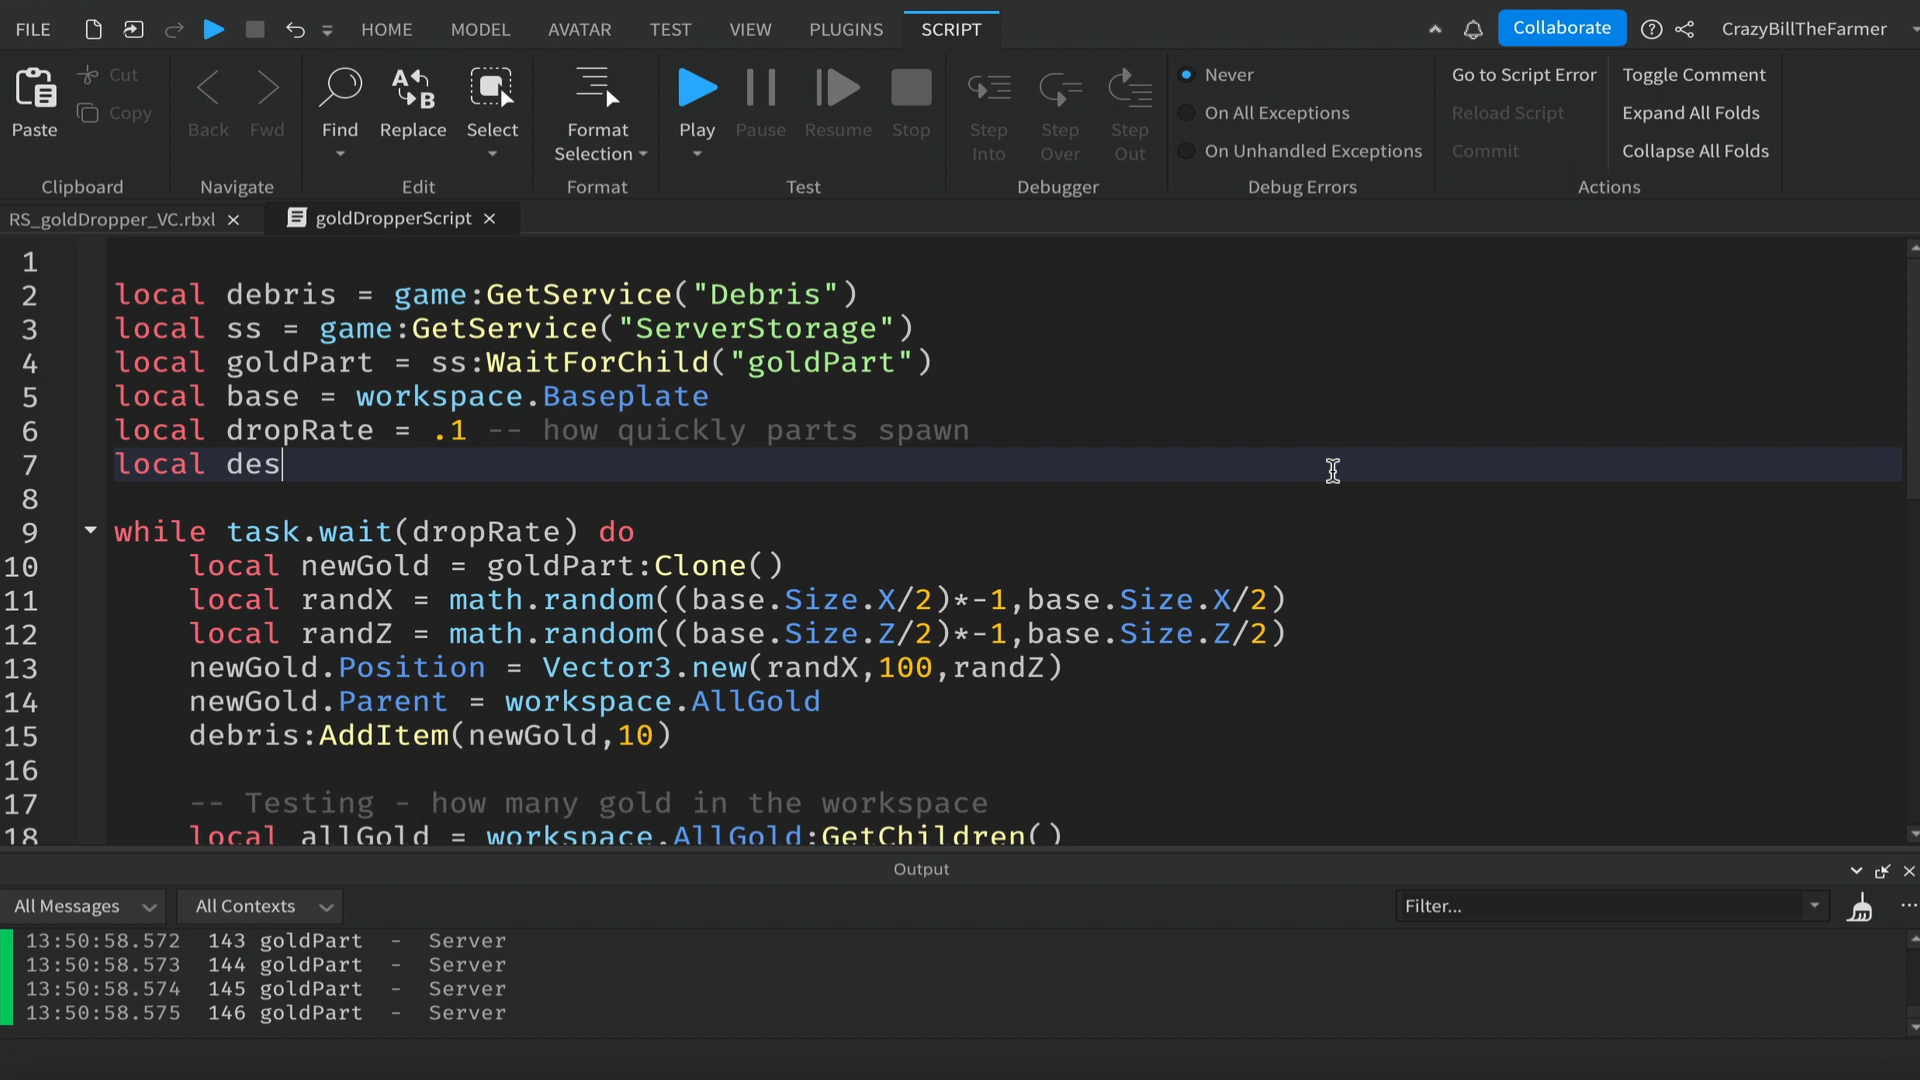 FILE HOME MODEL AVATAR TEST VIEW PLUGINS SCRIPT Collaborate CrazyBillTheFarmer
Paste Cut Copy
Clipboard
Back Fwd
Navigate
Find Replace Select
Edit
Format Selection
Format
Play Pause Resume Stop
Test
Step Into Step Over Step Out
Debugger
Never
On All Exceptions
On Unhandled Exceptions
Debug Errors
Go to Script Error Toggle Comment
Reload Script Expand All Folds
Commit Collapse All Folds
Actions
RS_goldDropper_VC.rbxl goldDropperScript
1
2 local debris = game:GetService("Debris")
3 local ss = game:GetService("ServerStorage")
4 local goldPart = ss:WaitForChild("goldPart")
5 local base = workspace.Baseplate
6 local dropRate = .1 -- how quickly parts spawn
7 local des
8
9 while task.wait(dropRate) do
10 local newGold = goldPart:Clone()
11 local randX = math.random((base.Size.X/2)*-1,base.Size.X/2)
12 local randZ = math.random((base.Size.Z/2)*-1,base.Size.Z/2)
13 newGold.Position = Vector3.new(randX,100,randZ)
14 newGold.Parent = workspace.AllGold
15 debris:AddItem(newGold,10)
16
17 -- Testing - how many gold in the workspace
18 local allGold = workspace.AllGold:GetChildren()
Output
All Messages All Contexts Filter...
13:50:58.572 143 goldPart - Server
13:50:58.573 144 goldPart - Server
13:50:58.574 145 goldPart - Server
13:50:58.575 146 goldPart - Server